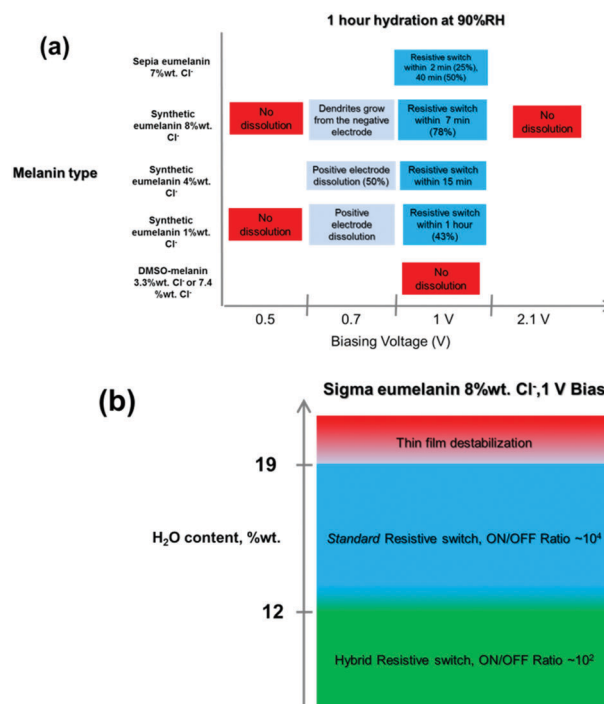 (a)
1 hour hydration at 90%RH
Melanin type
Sepia eumelanin
7%wt. Cl⁻
Resistive switch
within 2 min (25%),
40 min (50%)
Synthetic
eumelanin 8%wt.
Cl⁻
No
dissolution
Dendrites grow
from the negative
electrode
Resistive switch
within 7 min
(78%)
No
dissolution
Synthetic
eumelanin 4%wt.
Cl⁻
Positive electrode
dissolution (50%)
Resistive switch
within 15 min
Synthetic
eumelanin 1%wt.
Cl⁻
No
dissolution
Positive
electrode
dissolution
Resistive switch
within 1 hour
(43%)
DMSO-melanin
3.3%wt. Cl⁻ or 7.4
%wt. Cl⁻
No
dissolution
0.5 0.7 1 V 2.1 V
Biasing Voltage (V)
(b)
Sigma eumelanin 8%wt. Cl⁻,1 V Bias
Thin film destabilization
19
H₂O content, %wt.
Standard Resistive switch, ON/OFF Ratio ~10⁴
12
Hybrid Resistive switch, ON/OFF Ratio ~10²